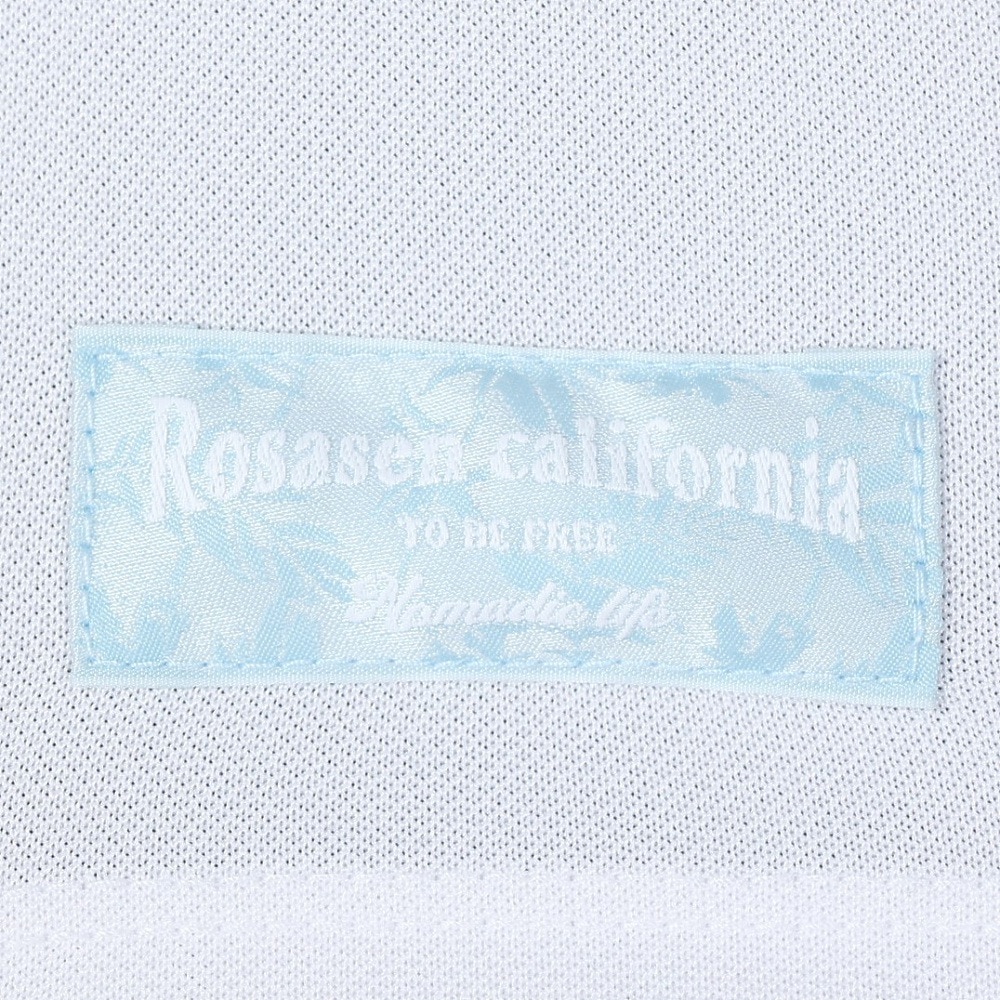 Rosasen california
TO BE FREE
Nomadic life